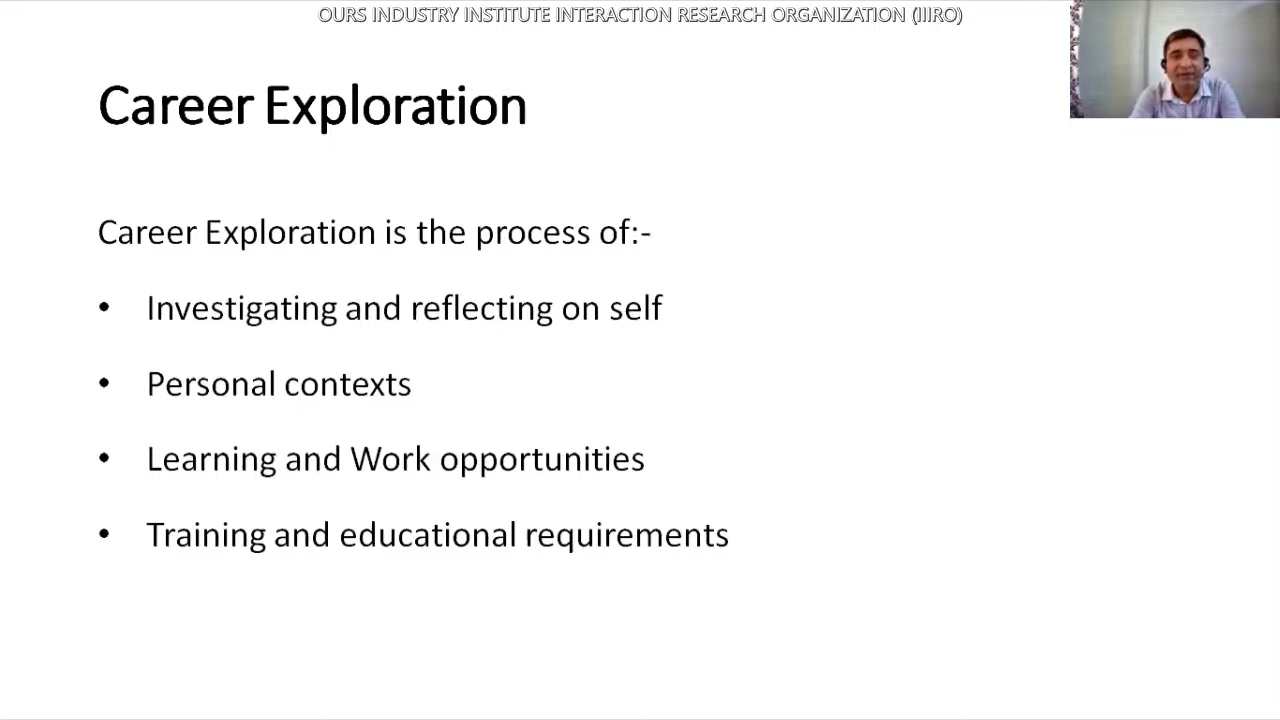 OURS INDUSTRY INSTITUTE INTERACTION RESEARCH ORGANIZATION (IIIRO)
Career Exploration
Career Exploration is the process of:-
• Investigating and reflecting on self
• Personal contexts
• Learning and Work opportunities
• Training and educational requirements